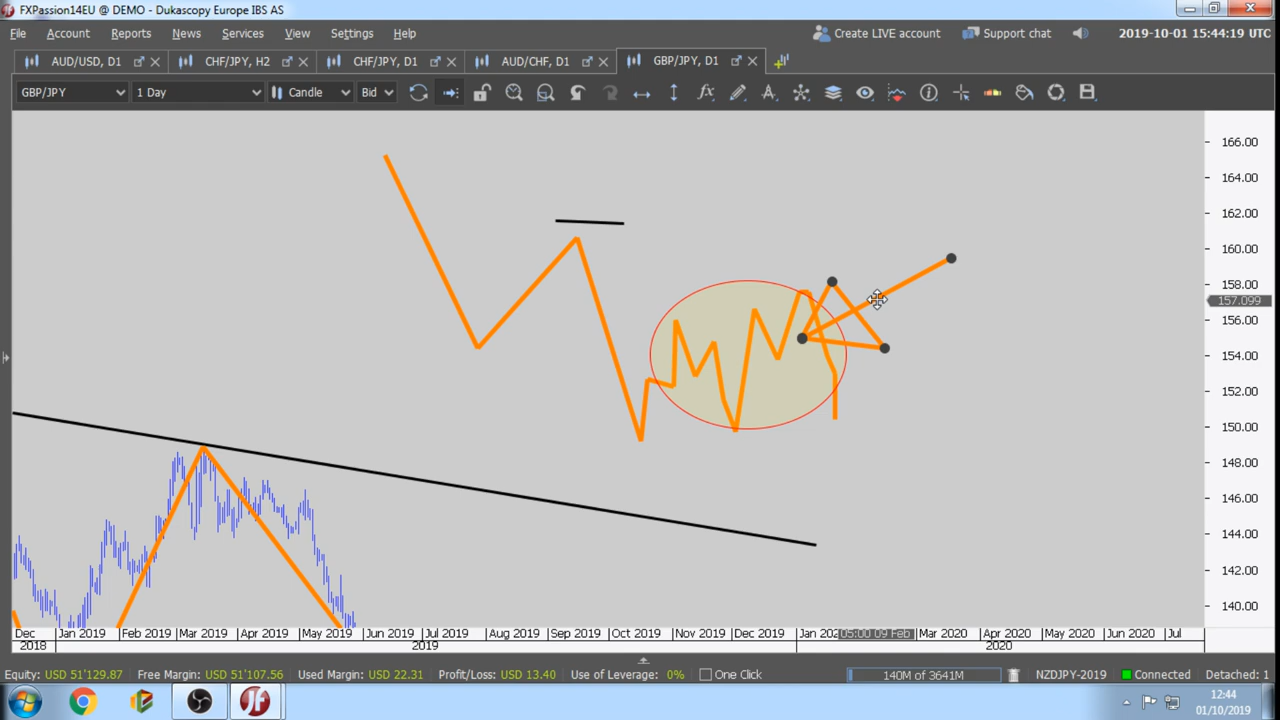 FXPassion14EU @ DEMO - Dukascopy Europe IBS AS
File Account Reports News Services View Settings Help Create LIVE account Support chat 2019-10-01 15:44:19 UTC
AUD/USD, D1 CHF/JPY, H2 CHF/JPY, D1 AUD/CHF, D1 GBP/JPY, D1
GBP/JPY 1 Day Candle Bid
166.00
164.00
162.00
160.00
158.00
157.099
156.00
154.00
152.00
150.00
148.00
146.00
144.00
142.00
140.00
Dec Jan 2019 Feb 2019 Mar 2019 Apr 2019 May 2019 Jun 2019 Jul 2019 Aug 2019 Sep 2019 Oct 2019 Nov 2019 Dec 2019 Jan 202 05:00 09 Feb Mar 2020 Apr 2020 May 2020 Jun 2020 Jul
2018 2019 2020
Equity: USD 51'129.87 Free Margin: USD 51'107.56 Used Margin: USD 22.31 Profit/Loss: USD 13.40 Use of Leverage: 0% One Click 140M of 3641M NZDJPY-2019 Connected Detached: 1
12:44
01/10/2019